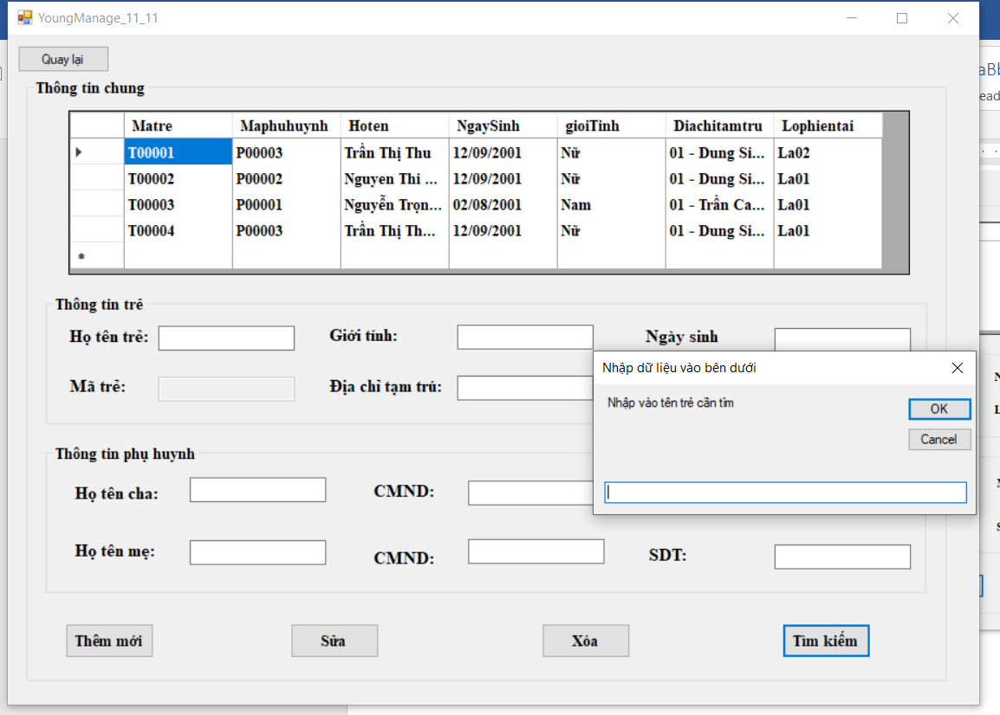 YoungManage_11_11
Quay lại
Thông tin chung
Matre Maphuhuynh Hoten NgaySinh gioiTinh Diachitamtru Lophientai
T00001 P00003 Trần Thị Thu 12/09/2001 Nữ 01 - Dung Si... La02
T00002 P00002 Nguyen Thi ... 12/09/2001 Nữ 01 - Dung Si... La01
T00003 P00001 Nguyễn Trọn... 02/08/2001 Nam 01 - Trần Ca... La01
T00004 P00003 Trần Thị Th... 12/09/2001 Nữ 01 - Dung Si... La01
Thông tin trẻ
Họ tên trẻ: Giới tính: Ngày sinh
Mã trẻ: Địa chỉ tạm trú:
Nhập dữ liệu vào bên dưới
Nhập vào tên trẻ cần tìm
OK
Cancel
Thông tin phụ huynh
Họ tên cha: CMND:
Họ tên mẹ: CMND: SDT:
Thêm mới Sửa Xóa Tìm kiếm